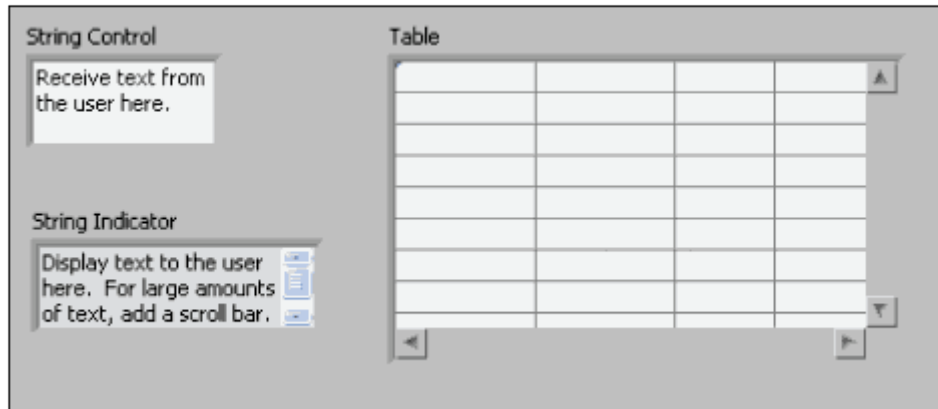 String Control
Receive text from
the user here.
String Indicator
Display text to the user
here. For large amounts
of text, add a scroll bar.
Table